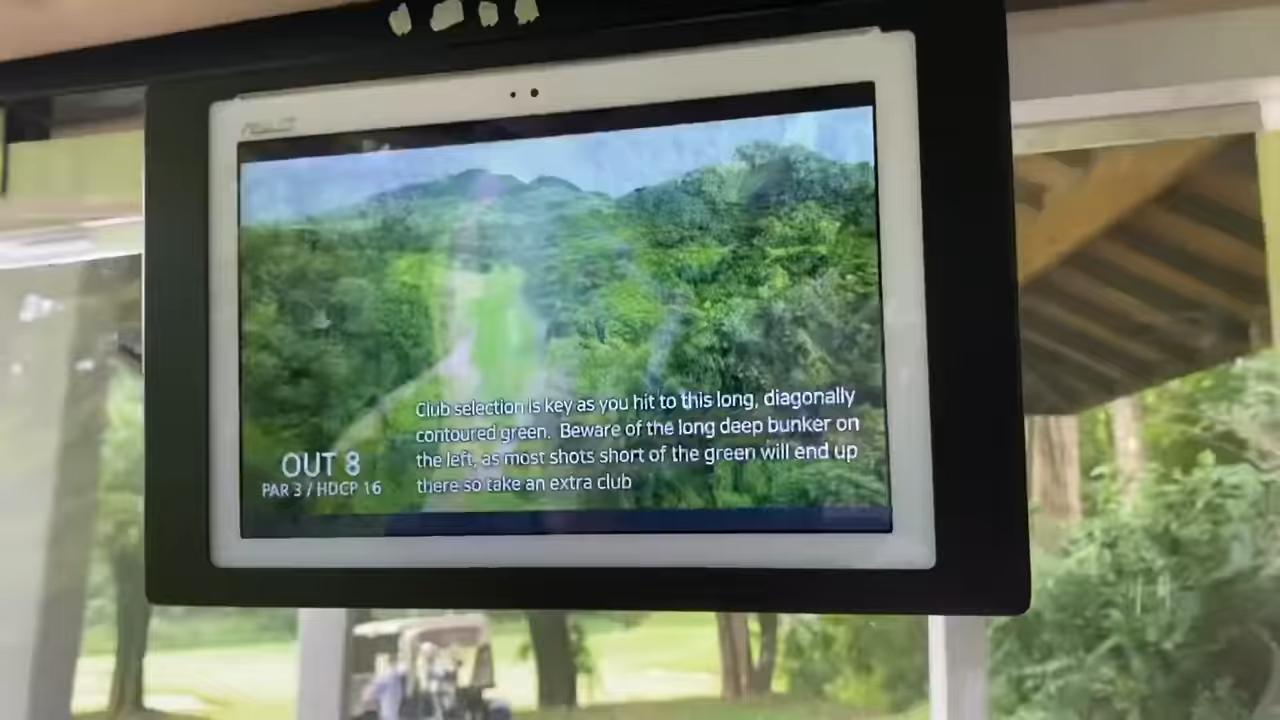 Club selection is key as you hit to this long, diagonally
contoured green. Beware of the long deep bunker on
the left, as most shots short of the green will end up
there so take an extra club
OUT 8
PAR 3 / HDCP 16